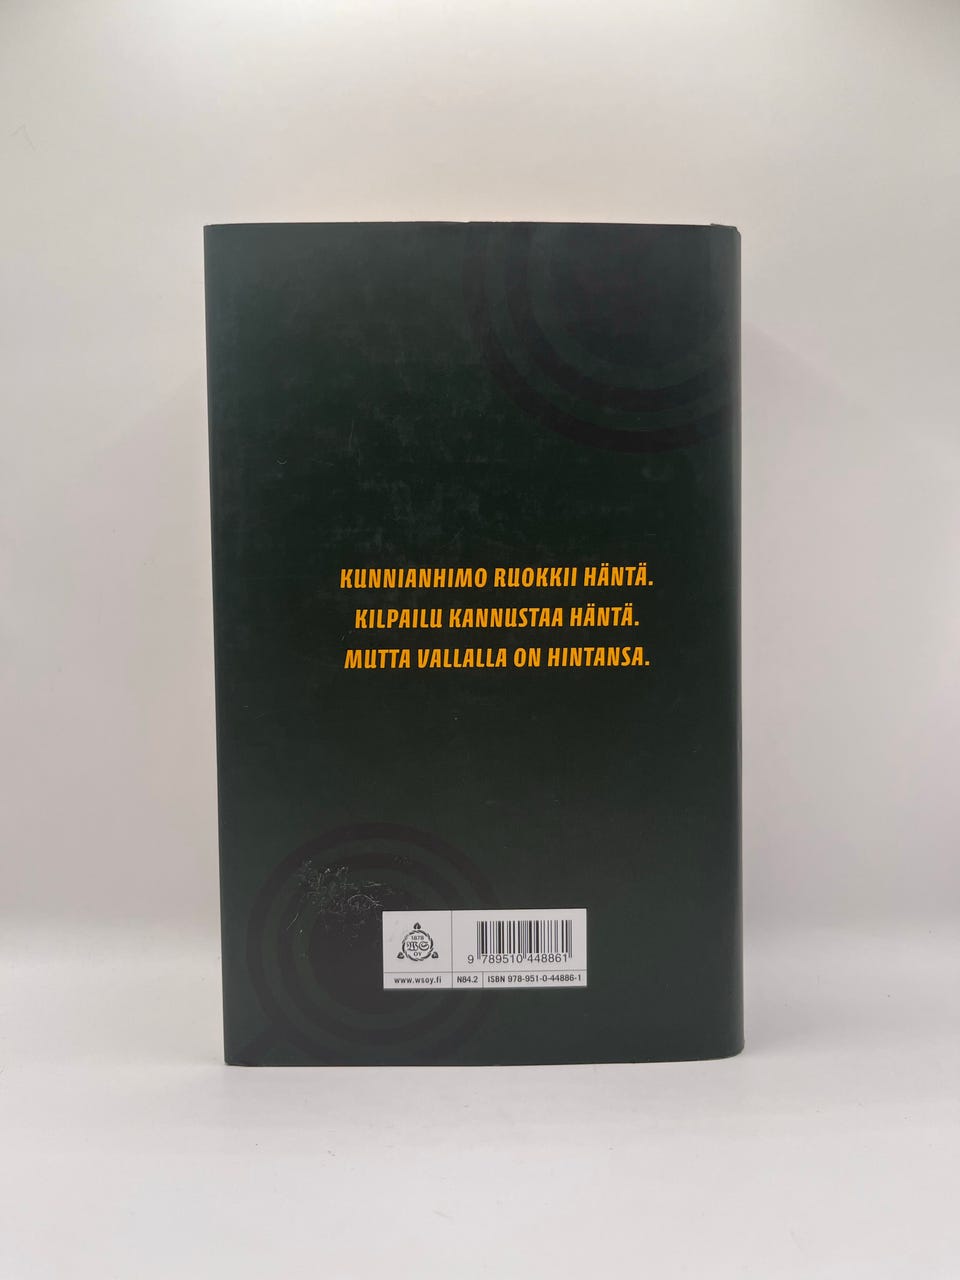 KUNNIANHIMO RUOKKII HÄNTÄ.
KILPAILU KANNUSTAA HÄNTÄ.
MUTTA VALLALLA ON HINTANSA.
1878
WS
OY
9 789510 448861
www.wsoy.fi N84.2 ISBN 978-951-0-44886-1